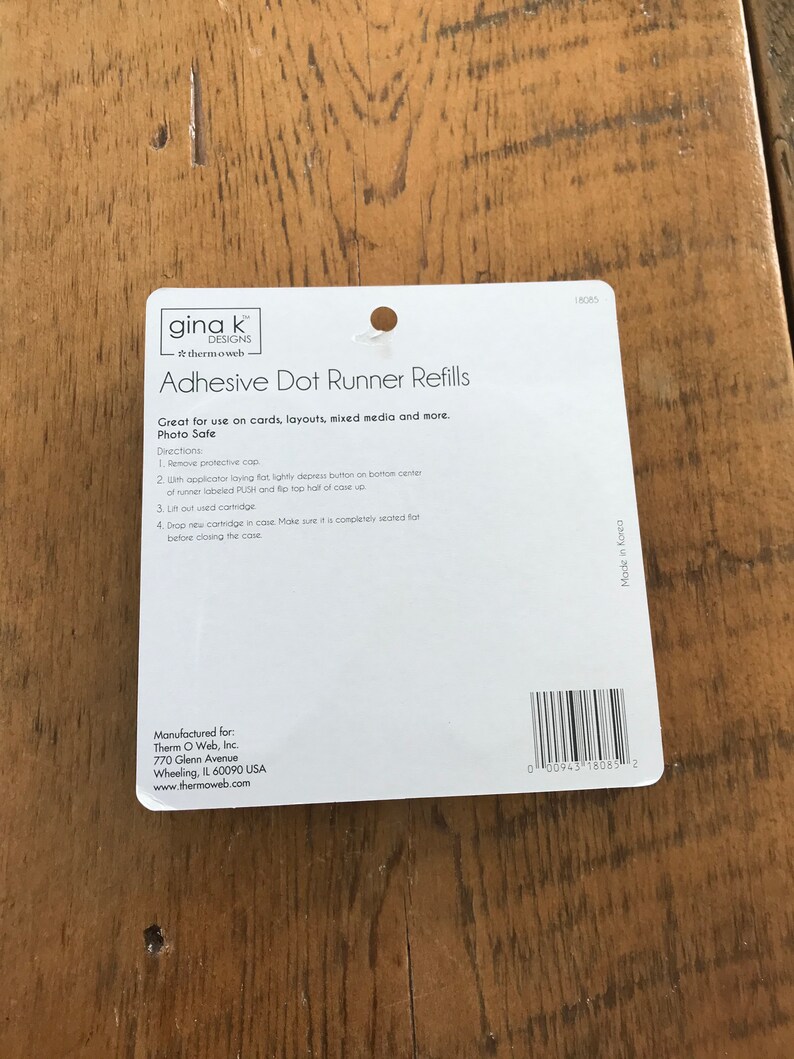 18085
gina k™
DESIGNS
thermoweb
Adhesive Dot Runner Refills
Great for use on cards, layouts, mixed media and more.
Photo Safe
Directions:
1. Remove protective cap.
2. With applicator laying flat, lightly depress button on bottom center
of runner labeled PUSH and flip top half of case up.
3. Lift out used cartridge.
4. Drop new cartridge in case. Make sure it is completely seated flat
before closing the case.
Made in Korea
Manufactured for:
Therm O Web, Inc.
770 Glenn Avenue
Wheeling, IL 60090 USA
www.thermoweb.com
0 00943 18085 2